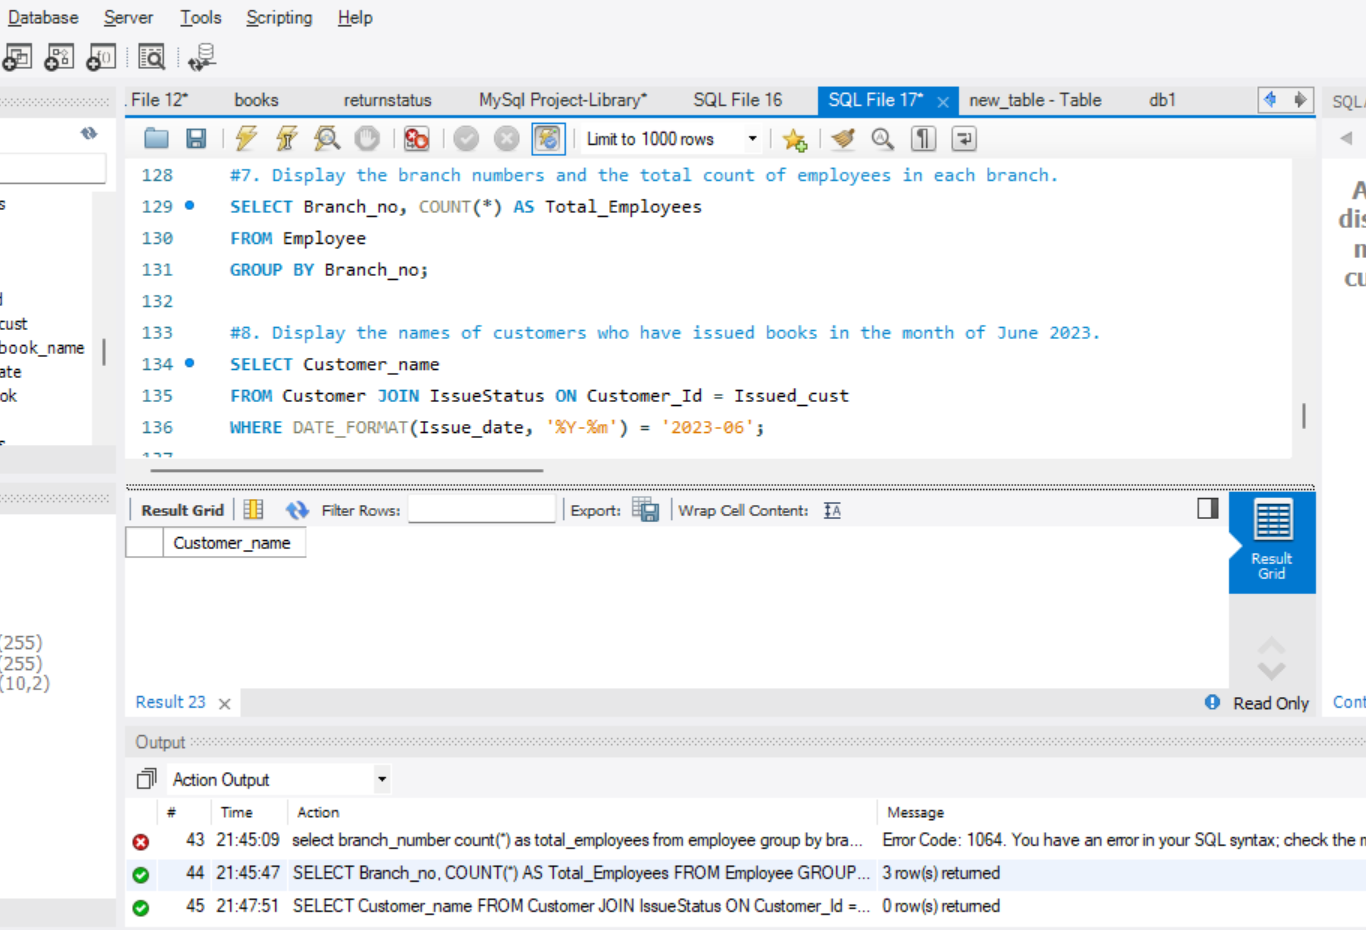 Database Server Tools Scripting Help
File 12* books returnstatus MySql Project-Library* SQL File 16 SQL File 17* new_table - Table db1
Limit to 1000 rows
128 #7. Display the branch numbers and the total count of employees in each branch.
129 SELECT Branch_no, COUNT(*) AS Total_Employees
130 FROM Employee
131 GROUP BY Branch_no;
132
133 #8. Display the names of customers who have issued books in the month of June 2023.
134 SELECT Customer_name
135 FROM Customer JOIN IssueStatus ON Customer_Id = Issued_cust
136 WHERE DATE_FORMAT(Issue_date, '%Y-%m') = '2023-06';
cust
book_name
ate
ok
(255)
(255)
(10,2)
Result Grid Filter Rows: Export: Wrap Cell Content:
Customer_name
Result
Grid
Result 23 Read Only
Output
Action Output
# Time Action Message
43 21:45:09 select branch_number count(*) as total_employees from employee group by bra... Error Code: 1064. You have an error in your SQL syntax; check the m
44 21:45:47 SELECT Branch_no, COUNT(*) AS Total_Employees FROM Employee GROUP... 3 row(s) returned
45 21:47:51 SELECT Customer_name FROM Customer JOIN IssueStatus ON Customer_Id =... 0 row(s) returned
SQL
A
dis
cu
Cont